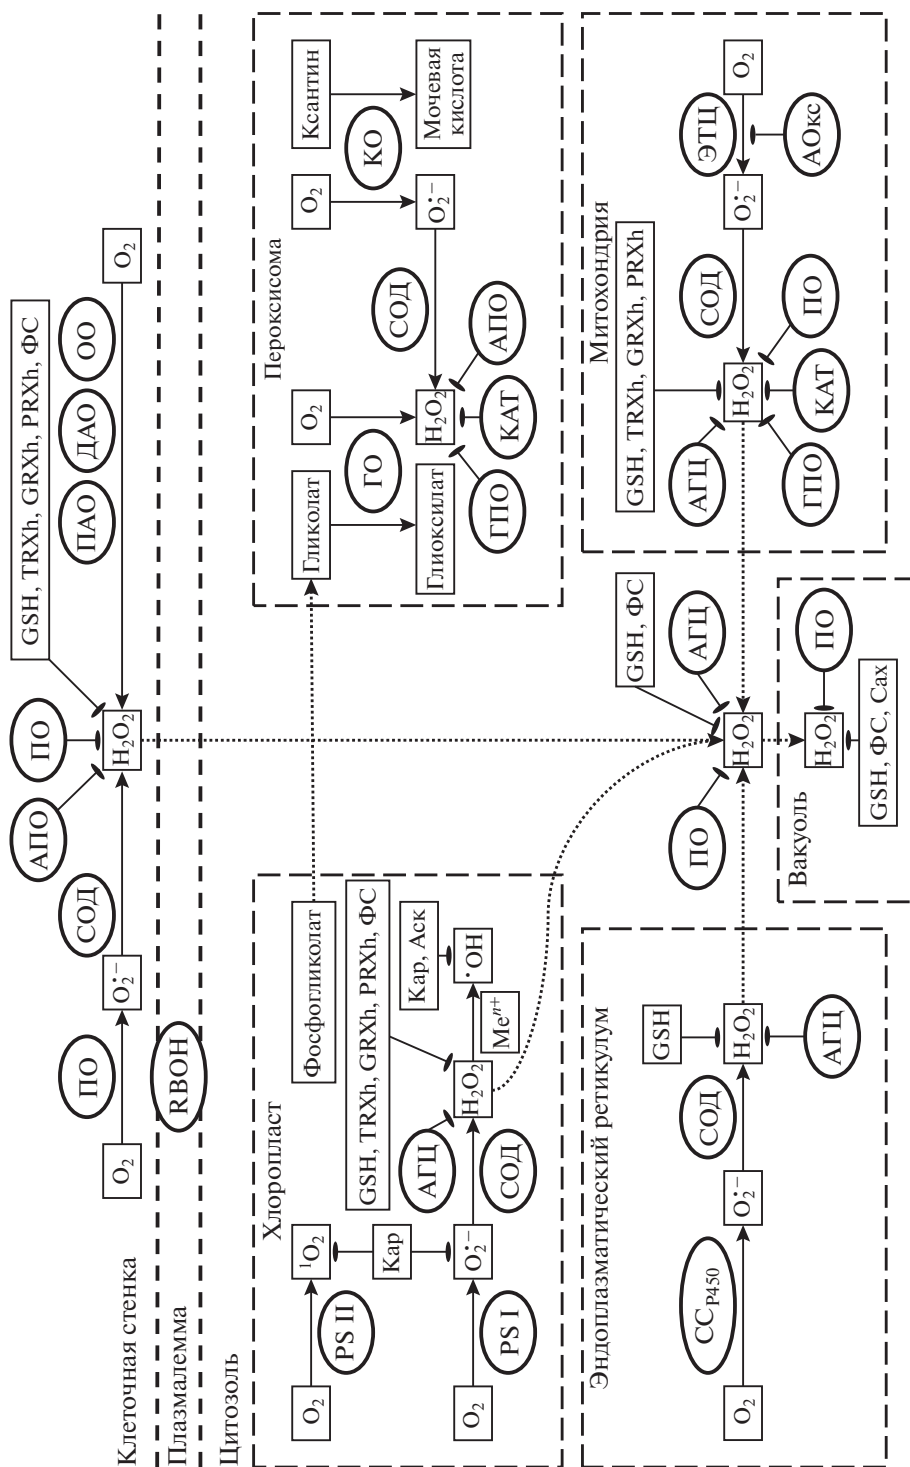 Клеточная стенка
O₂
ПО
O₂•−
СОД
АПО
ПО
H₂O₂
GSH, TRXh, GRXh, PRXh, ФС
ПАО
ДАО
ОО
O₂
Плазмалемма
RBOH
Цитозоль
Хлоропласт
O₂
PS II
¹O₂
Кар
O₂
PS I
O₂•−
АГЦ
СОД
GSH, TRXh, GRXh, PRXh, ФС
H₂O₂
Meⁿ⁺
Кар, Аск
•OH
Фосфогликолат
Пероксисома
Гликолат
ГО
Глиоксилат
O₂
H₂O₂
ГПО
КАТ
АПО
СОД
O₂
O₂•−
КО
Ксантин
Мочевая
кислота
Эндоплазматический ретикулум
O₂
CC P450
O₂•−
СОД
GSH
H₂O₂
АГЦ
ПО
H₂O₂
GSH, ФС
АГЦ
Вакуоль
H₂O₂
ПО
GSH, ФС, Сах
Митохондрия
GSH, TRXh, GRXh, PRXh
АГЦ
H₂O₂
ГПО
КАТ
ПО
СОД
O₂•−
ЭТЦ
АОкс
O₂